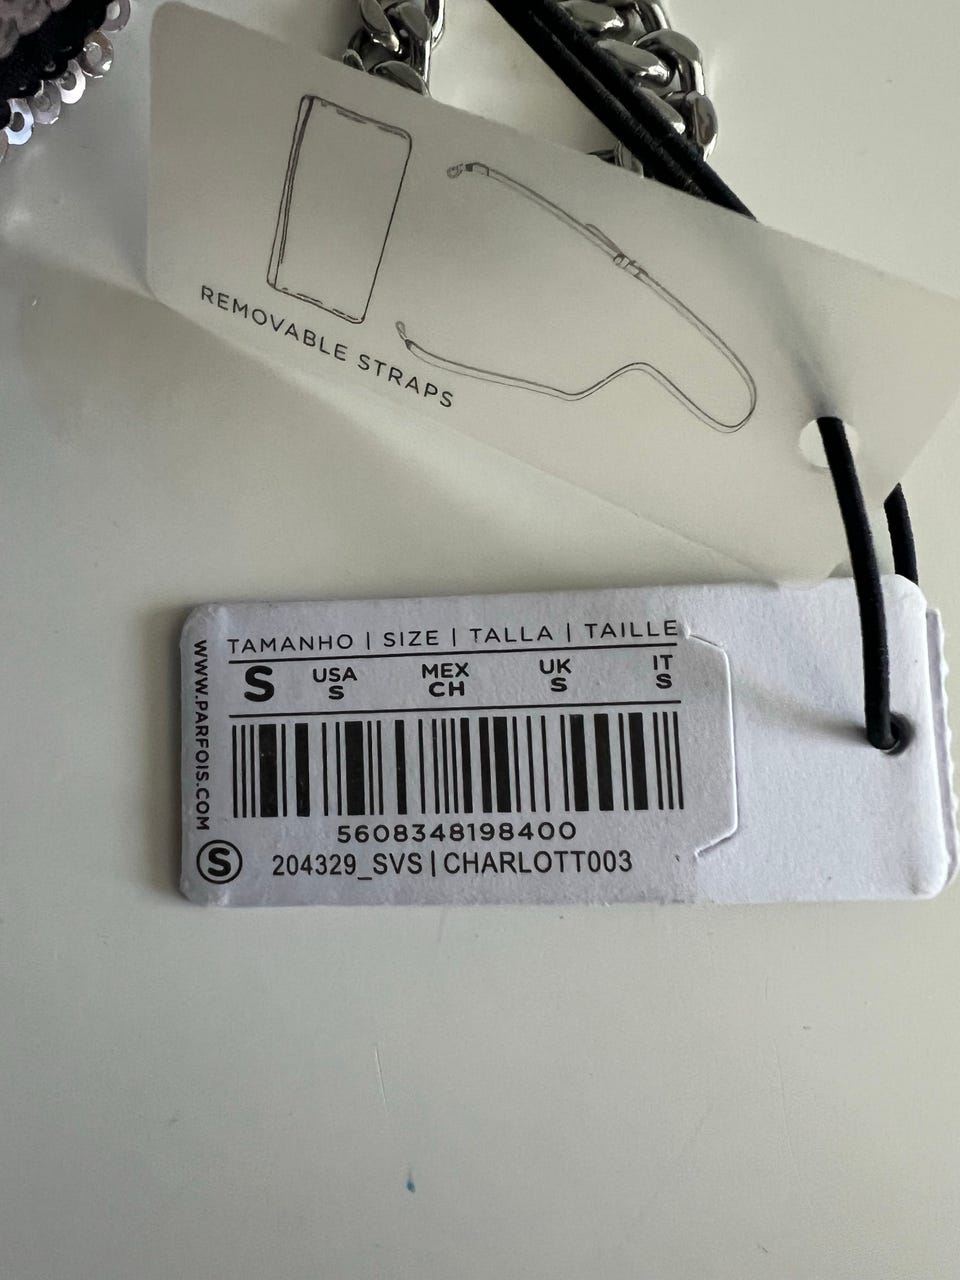 REMOVABLE STRAPS
TAMANHO | SIZE | TALLA | TAILLE
S USA MEX UK IT
S CH S S
WWW.PARFOIS.COM
5608348198400
S 204329_SVS | CHARLOTT003